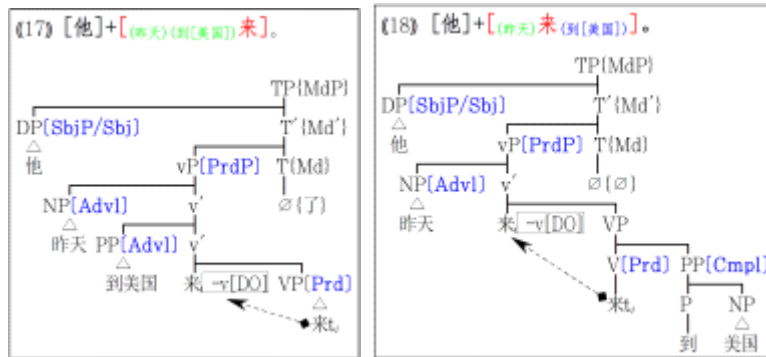 ⟪17⟫ [他]+[(昨天)(到[美国])来]。
TP{MdP}
DP[SbjP/Sbj] T′{Md′}
他 vP[PrdP] T{Md}
NP[Advl] v′ ∅{了}
昨天 PP[Advl] v′
到美国 来 -v[DO] VP[Prd]
来tᵢ
⟪18⟫ [他]+[(昨天)来(到[美国])]。
TP{MdP}
DP[SbjP/Sbj] T′{Md′}
他 vP[PrdP] T{Md}
NP[Advl] v′ ∅{∅}
昨天 来 -v[DO] VP
V[Prd] PP[Cmpl]
来tᵢ P NP
到 美国